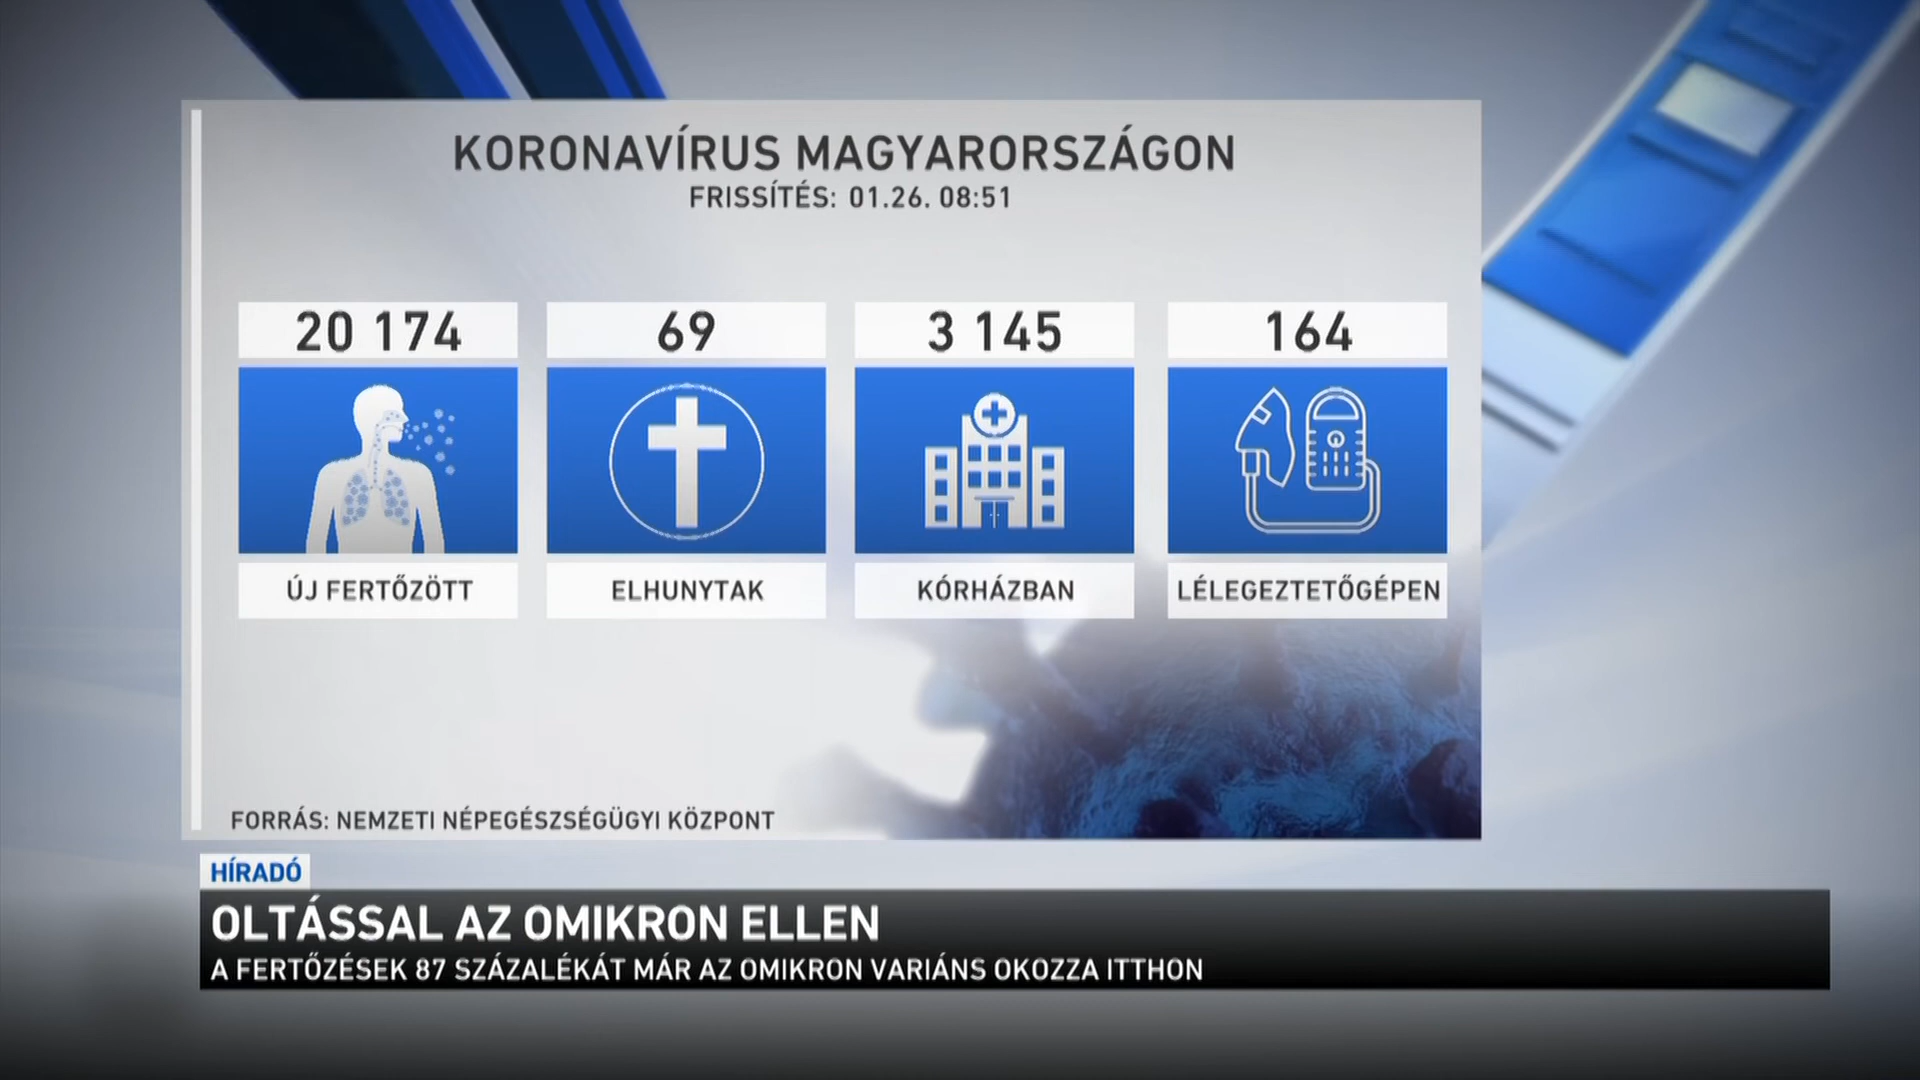 KORONAVÍRUS MAGYARORSZÁGON
FRISSÍTÉS: 01.26. 08:51
20 174
69
3 145
164
ÚJ FERTŐZÖTT
ELHUNYTAK
KÓRHÁZBAN
LÉLEGEZTETŐGÉPEN
FORRÁS: NEMZETI NÉPEGÉSZSÉGÜGYI KÖZPONT
HÍRADÓ
OLTÁSSAL AZ OMIKRON ELLEN
A FERTŐZÉSEK 87 SZÁZALÉKÁT MÁR AZ OMIKRON VARIÁNS OKOZZA ITTHON